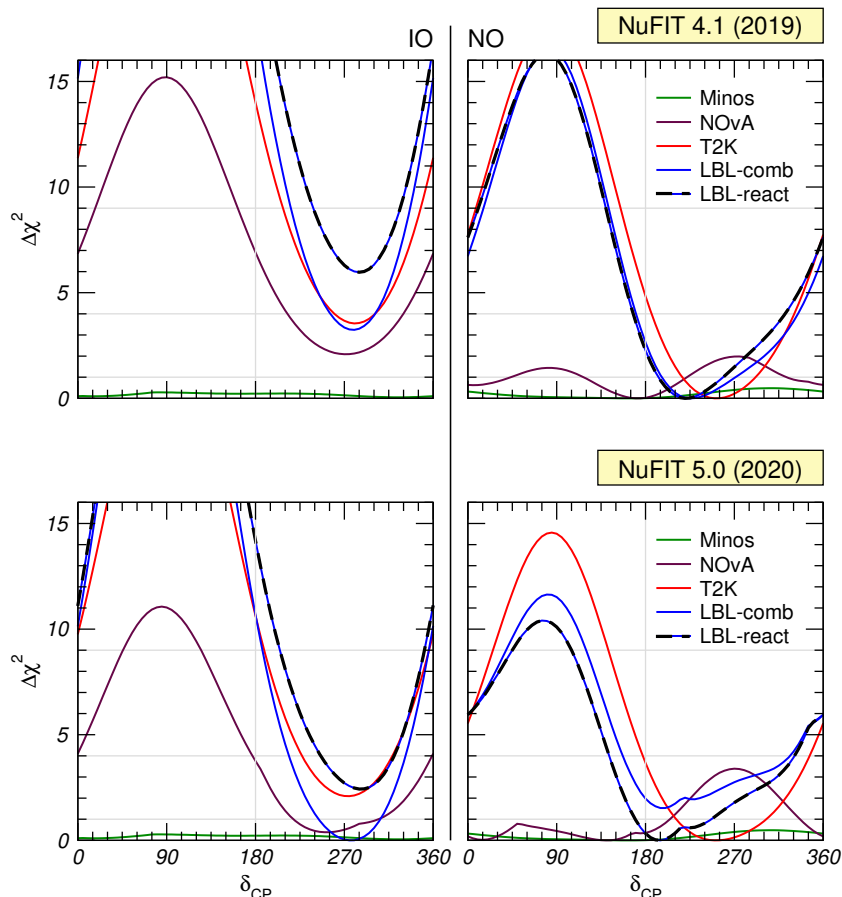 NuFIT 4.1 (2019)
IO
NO
15
10
5
0
Δχ²
Minos
NOvA
T2K
LBL-comb
LBL-react
NuFIT 5.0 (2020)
15
10
5
0
Δχ²
Minos
NOvA
T2K
LBL-comb
LBL-react
0 90 180 270 360
0 90 180 270 360
δCP
δCP